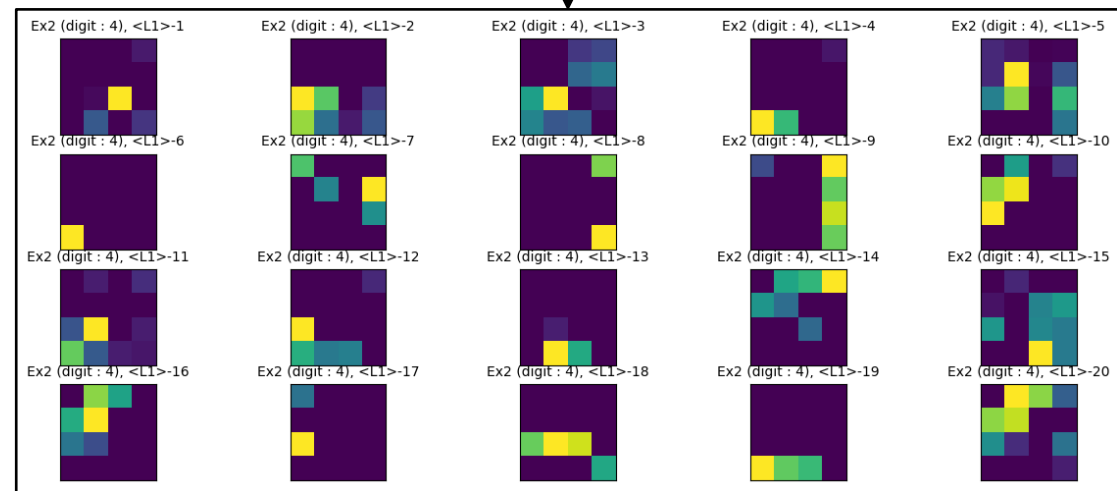 Ex2 (digit : 4), <L1>-1 Ex2 (digit : 4), <L1>-2 Ex2 (digit : 4), <L1>-3 Ex2 (digit : 4), <L1>-4 Ex2 (digit : 4), <L1>-5
Ex2 (digit : 4), <L1>-6 Ex2 (digit : 4), <L1>-7 Ex2 (digit : 4), <L1>-8 Ex2 (digit : 4), <L1>-9 Ex2 (digit : 4), <L1>-10
Ex2 (digit : 4), <L1>-11 Ex2 (digit : 4), <L1>-12 Ex2 (digit : 4), <L1>-13 Ex2 (digit : 4), <L1>-14 Ex2 (digit : 4), <L1>-15
Ex2 (digit : 4), <L1>-16 Ex2 (digit : 4), <L1>-17 Ex2 (digit : 4), <L1>-18 Ex2 (digit : 4), <L1>-19 Ex2 (digit : 4), <L1>-20